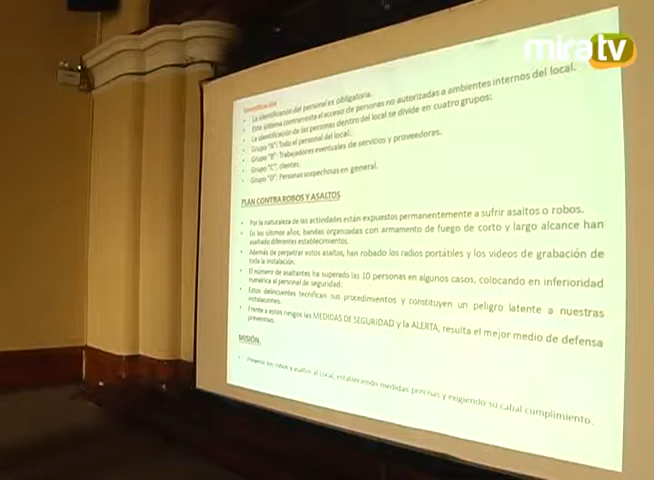 miratv
Identificación
• La identificación del personal es obligatoria.
• Este sistema contrarresta el acceso de personas no autorizadas a ambientes internos del local.
• La identificación de las personas dentro del local se divide en cuatro grupos:
• Grupo "A": Todo el personal del local.
• Grupo "B": Trabajadores eventuales de servicios y proveedores.
• Grupo "C": clientes.
• Grupo "D": Personas sospechosas en general.
PLAN CONTRA ROBOS Y ASALTOS
• Por la naturaleza de las actividades están expuestos permanentemente a sufrir asaltos o robos.
• En los últimos años, bandas organizadas con armamento de fuego de corto y largo alcance han
asaltado diferentes establecimientos.
• Además de perpetrar estos asaltos, han robado los radios portátiles y los videos de grabación de
toda la instalación.
• El número de asaltantes ha superado las 10 personas en algunos casos, colocando en inferioridad
numérica al personal de seguridad.
• Estos delincuentes tecnifican sus procedimientos y constituyen un peligro latente a nuestras
instalaciones.
• Frente a estos riesgos las MEDIDAS DE SEGURIDAD y la ALERTA, resulta el mejor medio de defensa
preventivo.
MISIÓN.
• Prevenir los robos y asaltos al Local, estableciendo medidas precisas y exigiendo su cabal cumplimiento.